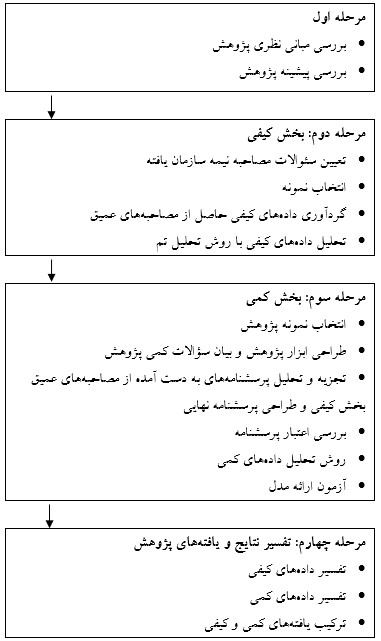 مرحله اول
• بررسی مبانی نظری پژوهش
• بررسی پیشینه پژوهش
مرحله دوم: بخش کیفی
• تعیین سئوالات مصاحبه نیمه سازمان یافته
• انتخاب نمونه
• گردآوری داده‌های کیفی حاصل از مصاحبه‌های عمیق
• تحلیل داده‌های کیفی با روش تحلیل تم
مرحله سوم: بخش کمی
• انتخاب نمونه پژوهش
• طراحی ابزار پژوهش و بیان سؤالات کمی پژوهش
• تجزیه و تحلیل پرسشنامه‌های به دست آمده از مصاحبه‌های عمیق
بخش کیفی و طراحی پرسشنامه نهایی
• بررسی اعتبار پرسشنامه
• روش تحلیل داده‌های کمی
• آزمون ارائه مدل
مرحله چهارم: تفسیر نتایج و یافته‌های پژوهش
• تفسیر داده‌های کیفی
• تفسیر داده‌های کمی
• ترکیب یافته‌های کمی و کیفی